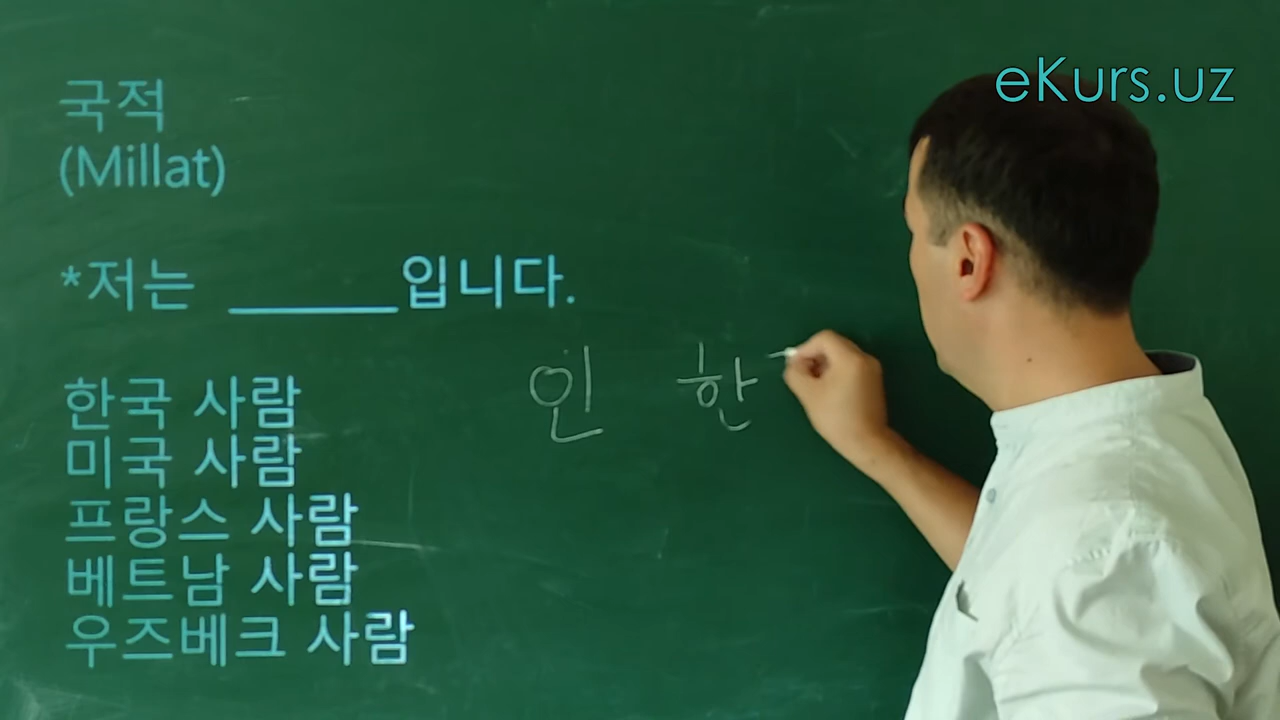 eKurs.uz
국적
(Millat)
*저는 ______입니다.
인 한
한국 사람
미국 사람
프랑스 사람
베트남 사람
우즈베크 사람